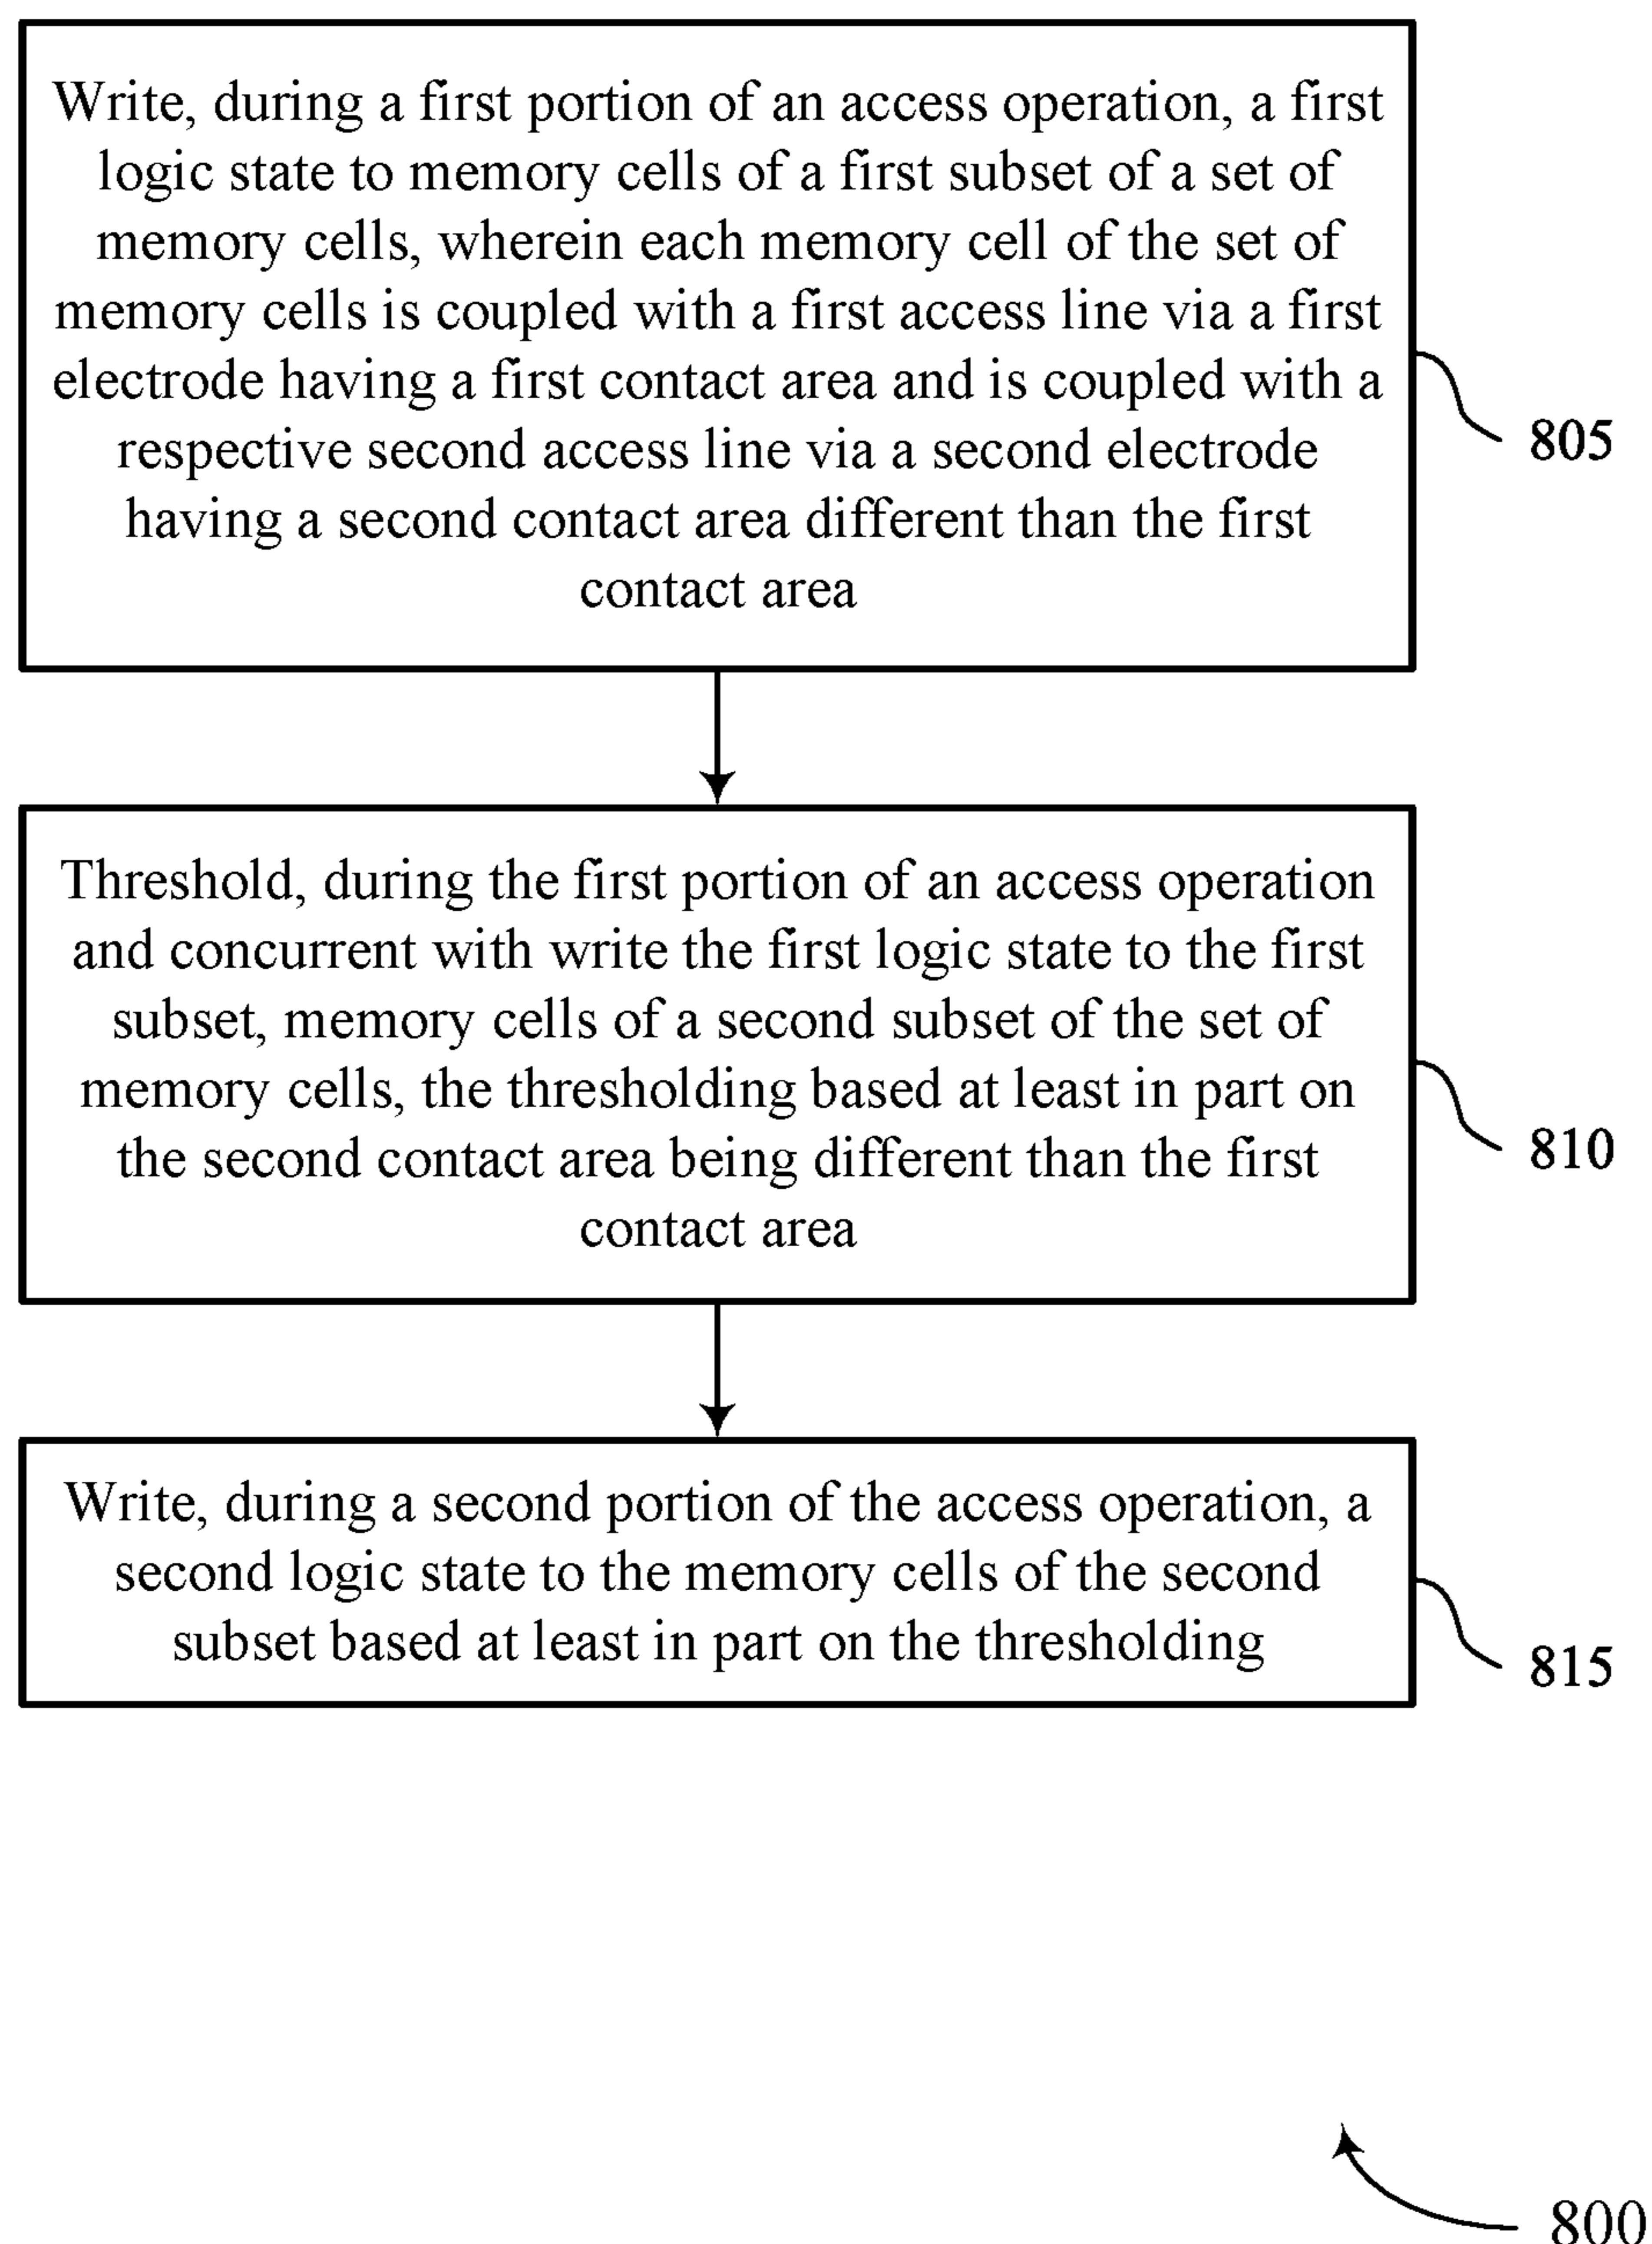 Write, during a first portion of an access operation, a first
logic state to memory cells of a first subset of a set of
memory cells, wherein each memory cell of the set of
memory cells is coupled with a first access line via a first
electrode having a first contact area and is coupled with a
respective second access line via a second electrode
having a second contact area different than the first
contact area
805
Threshold, during the first portion of an access operation
and concurrent with write the first logic state to the first
subset, memory cells of a second subset of the set of
memory cells, the thresholding based at least in part on
the second contact area being different than the first
contact area
810
Write, during a second portion of the access operation, a
second logic state to the memory cells of the second
subset based at least in part on the thresholding
815
800